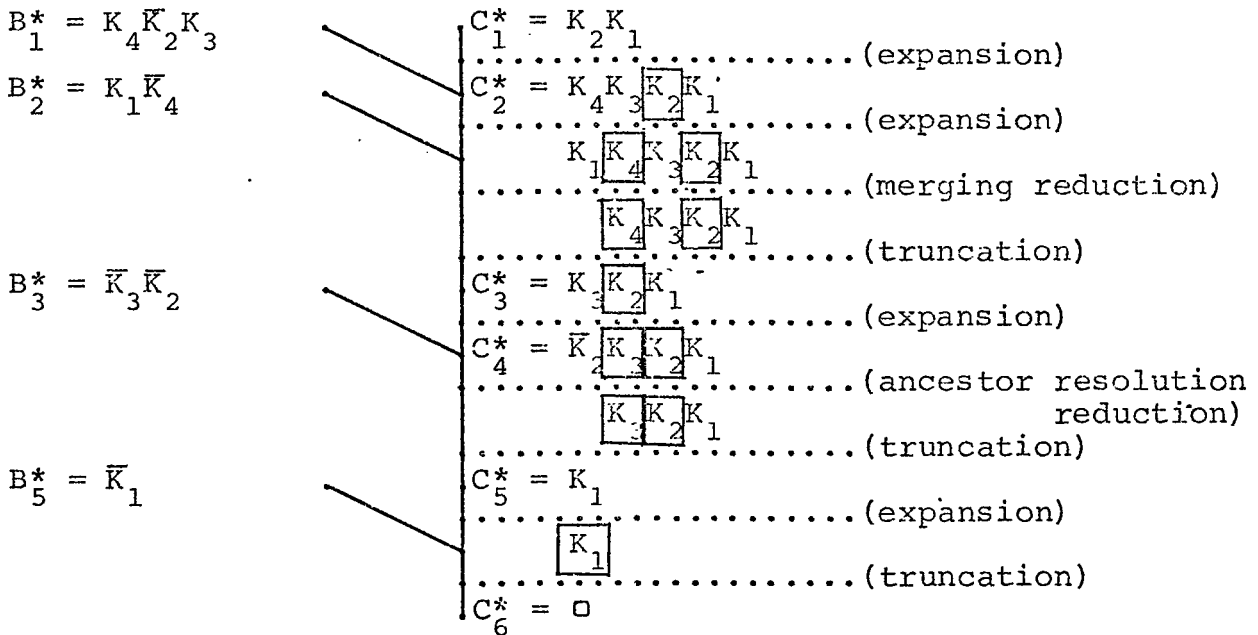 B*₁ = K₄K̅₂K₃ C*₁ = K₂K₁
(expansion)
B*₂ = K₁K̅₄ C*₂ = K₄K₃K₂K₁
(expansion)
K₁K₄K₃K₂K₁
(merging reduction)
K₄K₃K₂K₁
(truncation)
B*₃ = K̅₃K̅₂ C*₃ = K₃K₂K₁
(expansion)
C*₄ = K̅₂K₃K₂K₁
(ancestor resolution
reduction)
K₃K₂K₁
(truncation)
B*₅ = K̅₁ C*₅ = K₁
(expansion)
K₁
(truncation)
C*₆ = □